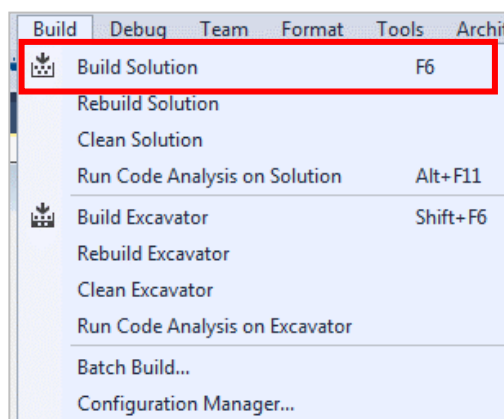 Build Debug Team Format Tools Archi
Build Solution F6
Rebuild Solution
Clean Solution
Run Code Analysis on Solution Alt+F11
Build Excavator Shift+F6
Rebuild Excavator
Clean Excavator
Run Code Analysis on Excavator
Batch Build...
Configuration Manager...